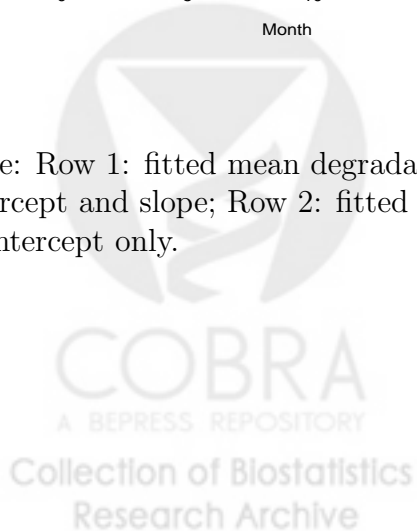 Month
e: Row 1: fitted mean degrada
rcept and slope; Row 2: fitted
ntercept only.
COBRA
A BEPRESS REPOSITORY
Collection of Biostatistics
Research Archive